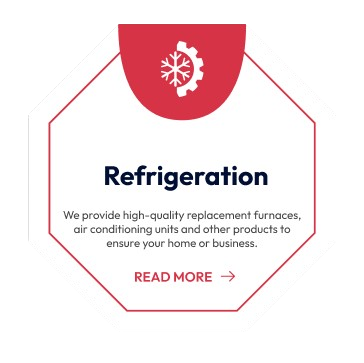 Refrigeration
We provide high-quality replacement furnaces,
air conditioning units and other products to
ensure your home or business.
READ MORE →